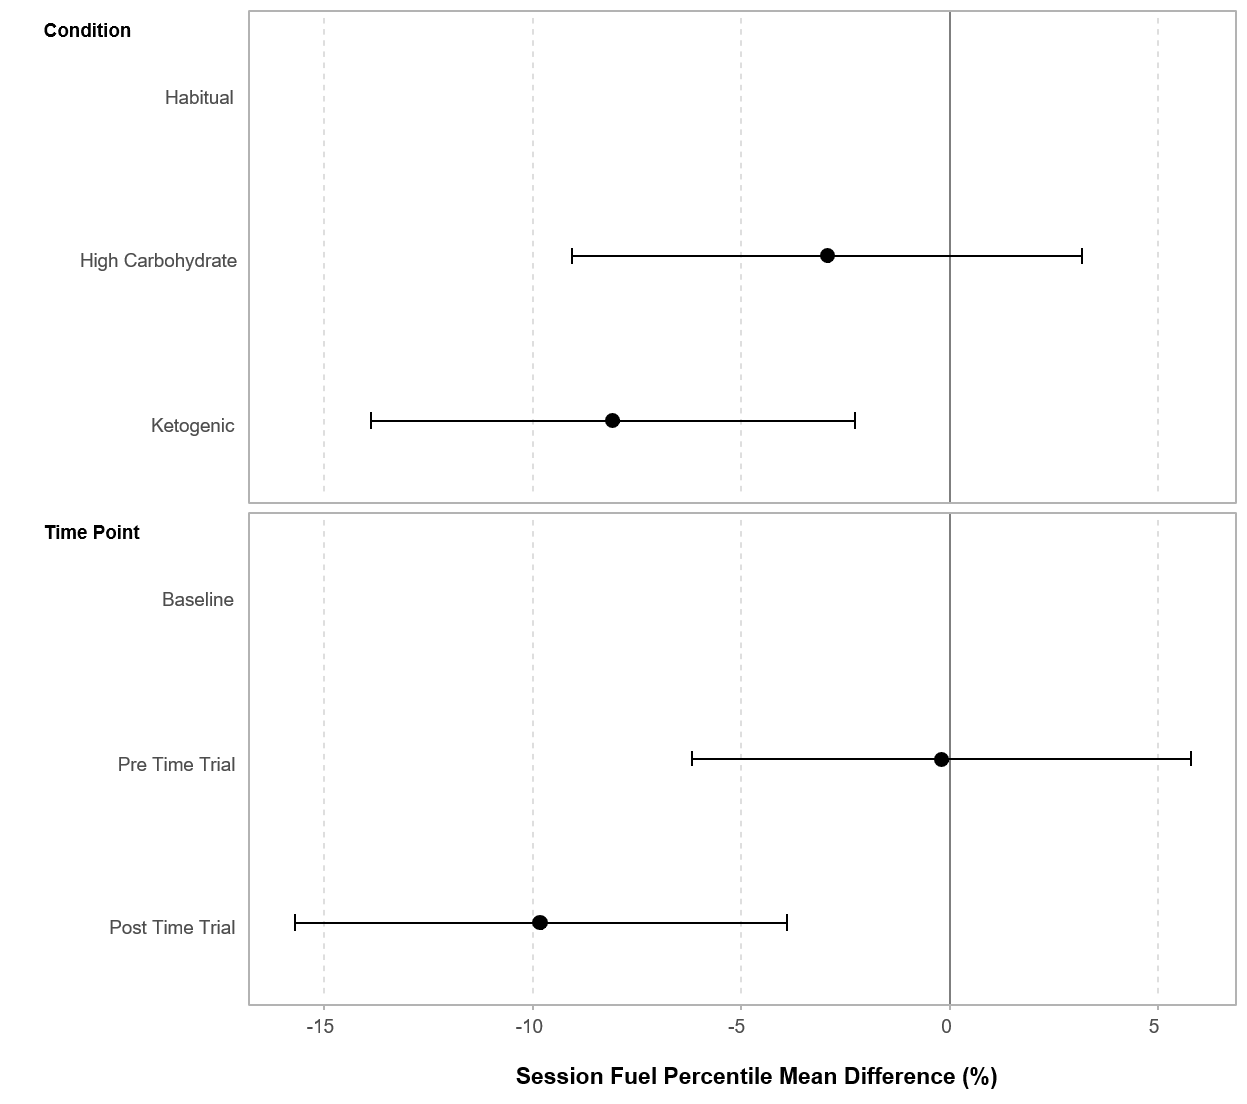 Condition
Habitual
High Carbohydrate
Ketogenic
Time Point
Baseline
Pre Time Trial
Post Time Trial
-15 -10 -5 0 5
Session Fuel Percentile Mean Difference (%)